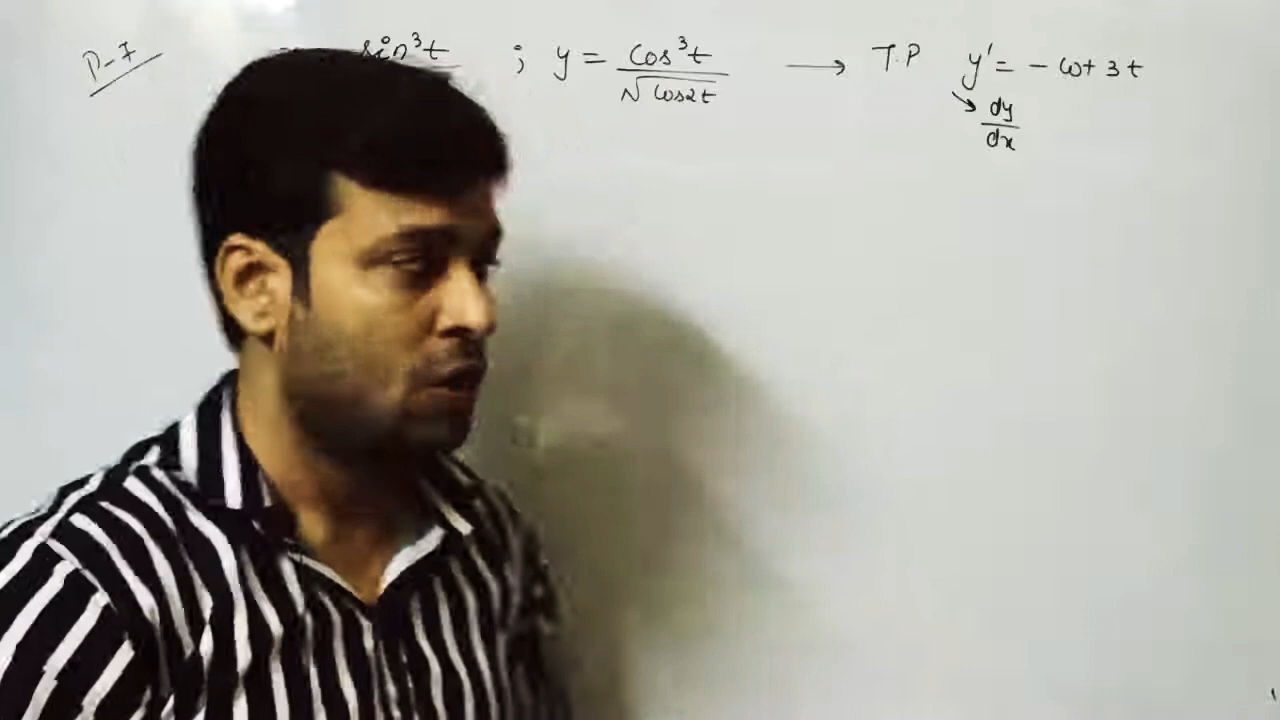 P-7 sin³t ; y = cos³t / √cos2t ⟶ T.P y' = - cot 3t
↘ dy/dx